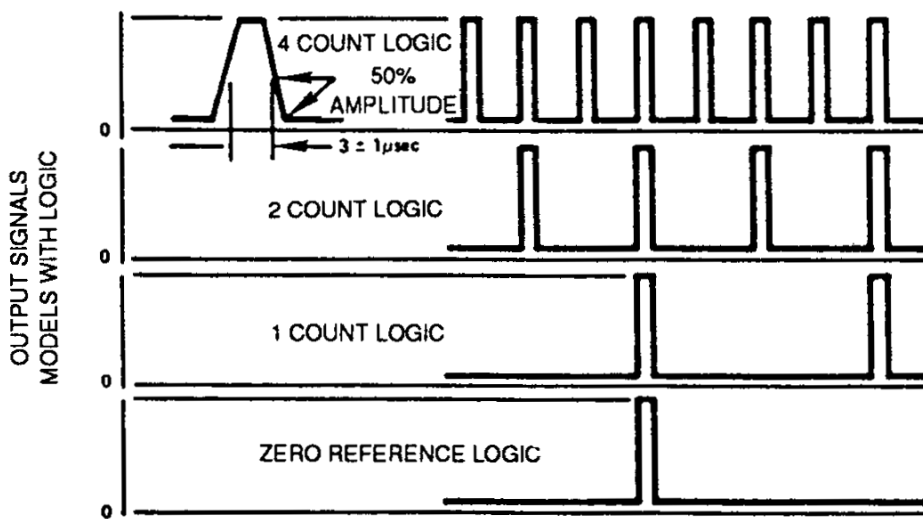 OUTPUT SIGNALS
MODELS WITH LOGIC
4 COUNT LOGIC
50%
AMPLITUDE
0
3 ± 1μsec
2 COUNT LOGIC
0
1 COUNT LOGIC
0
ZERO REFERENCE LOGIC
0